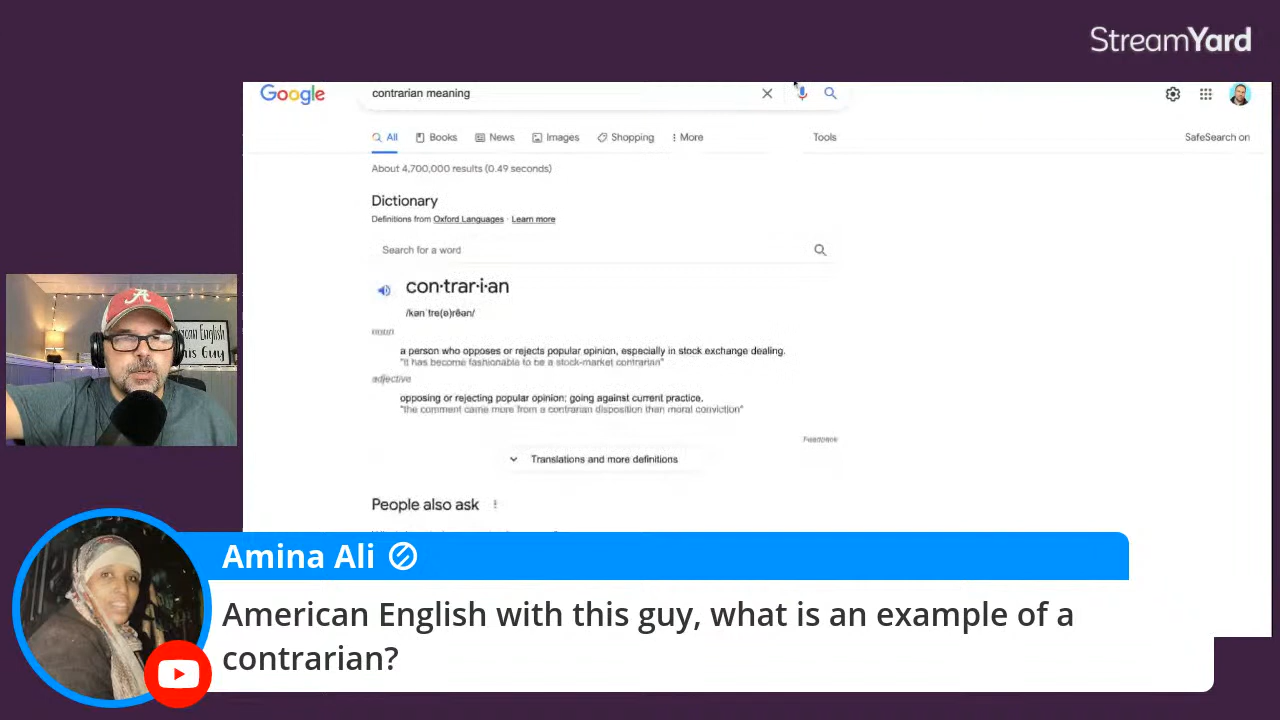 StreamYard
Google
contrarian meaning
All Books News Images Shopping More Tools SafeSearch on
About 4,700,000 results (0.49 seconds)
Dictionary
Definitions from Oxford Languages · Learn more
Search for a word
con·trar·i·an
/kənˈtre(ə)rēən/
noun
a person who opposes or rejects popular opinion, especially in stock exchange dealing.
"it has become fashionable to be a stock-market contrarian"
adjective
opposing or rejecting popular opinion; going against current practice.
"the comment came more from a contrarian disposition than moral conviction"
Feedback
Translations and more definitions
People also ask
A
English
Guy
Amina Ali
American English with this guy, what is an example of a
contrarian?